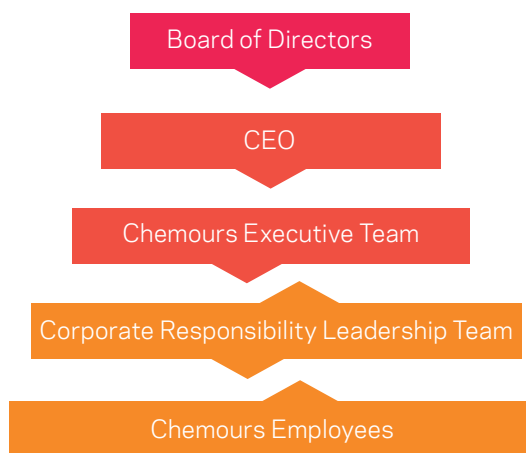 Board of Directors
CEO
Chemours Executive Team
Corporate Responsibility Leadership Team
Chemours Employees